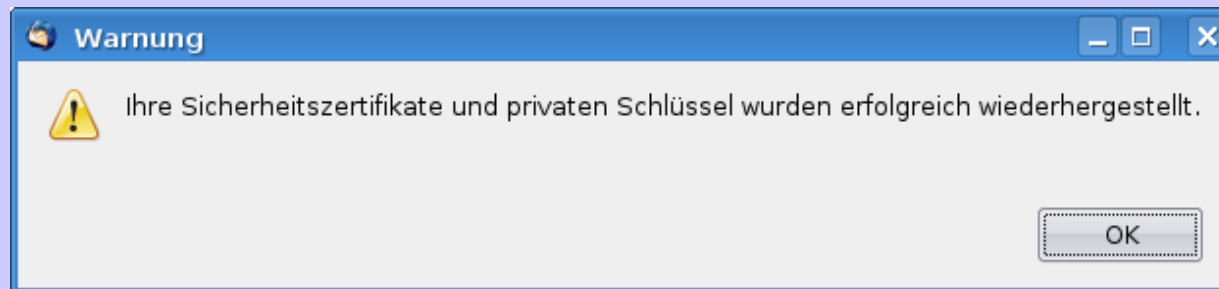 Warnung
Ihre Sicherheitszertifikate und privaten Schlüssel wurden erfolgreich wiederhergestellt.
OK